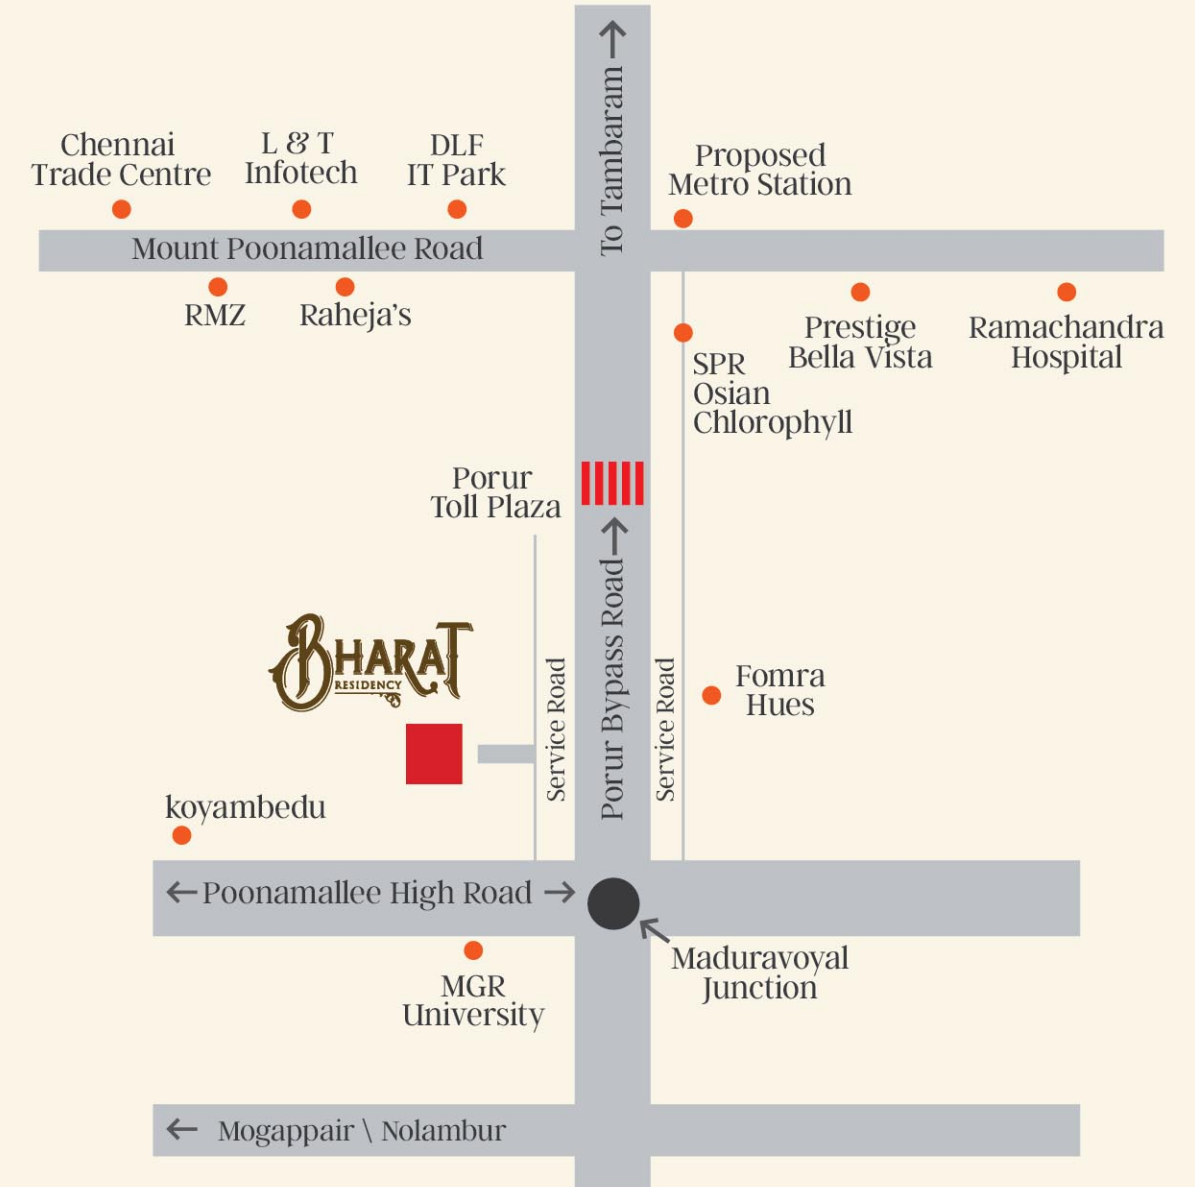 To Tambaram
Chennai
Trade Centre
L & T
Infotech
DLF
IT Park
Proposed
Metro Station
Mount Poonamallee Road
RMZ
Raheja's
Prestige
Bella Vista
Ramachandra
Hospital
SPR
Osian
Chlorophyll
Porur
Toll Plaza
BHARAT
RESIDENCY
Service Road
Porur Bypass Road
Service Road
Fomra
Hues
koyambedu
Poonamallee High Road
Maduravoyal
Junction
MGR
University
Mogappair \ Nolambur